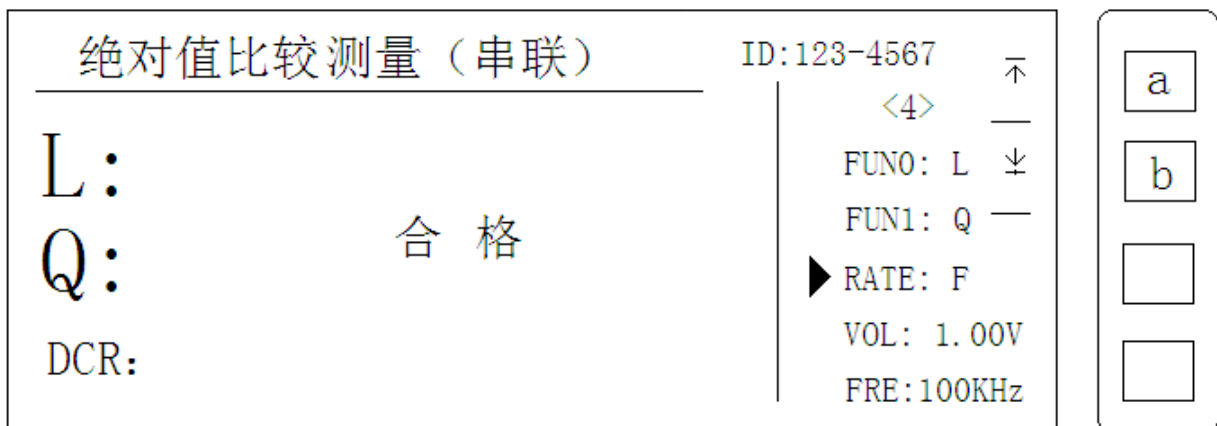 绝对值比较测量（串联）
ID:123-4567
<4>
L:
Q:
DCR:
合 格
FUN0: L
FUN1: Q
RATE: F
VOL: 1.00V
FRE:100KHz
a
b